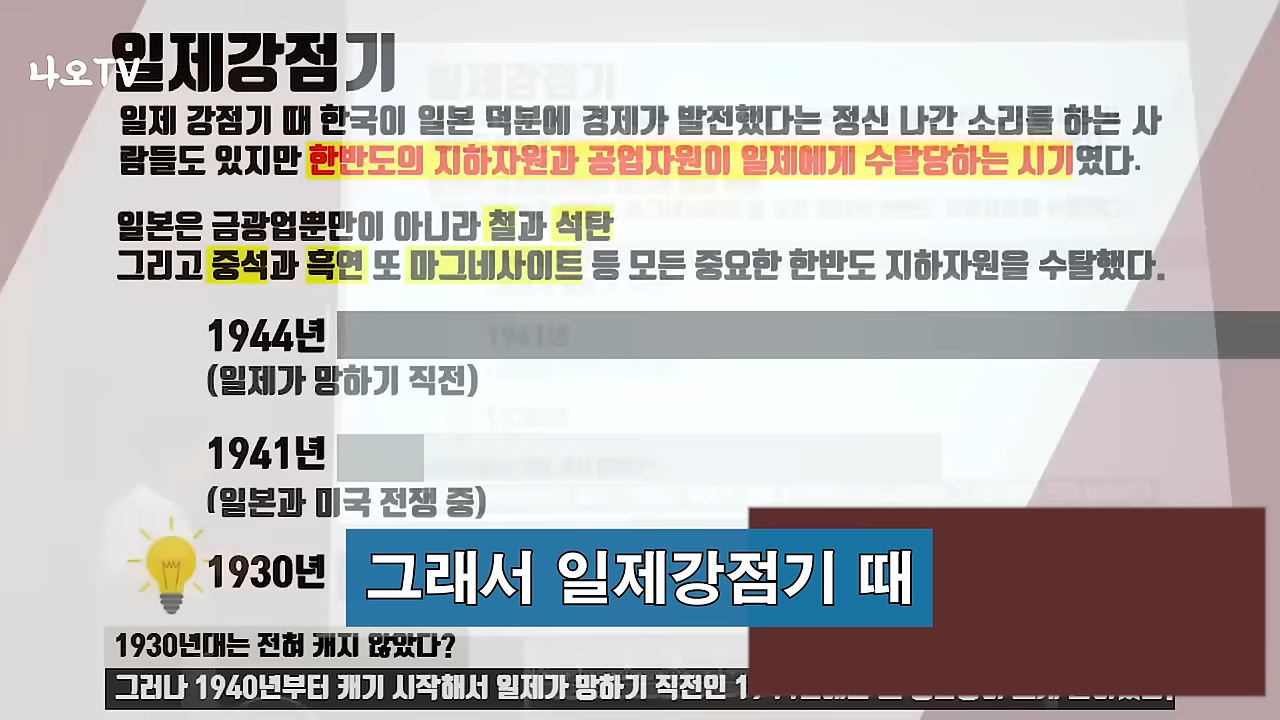 일제강점기
나오TV
일제 강점기 때 한국이 일본 덕분에 경제가 발전했다는 정신 나간 소리를 하는 사
람들도 있지만 한반도의 지하자원과 공업자원이 일제에게 수탈당하는 시기였다.
일본은 금광업뿐만이 아니라 철과 석탄
그리고 중석과 흑연 또 마그네사이트 등 모든 중요한 한반도 지하자원을 수탈했다.
1944년
(일제가 망하기 직전)
1941년
(일본과 미국 전쟁 중)
1930년
그래서 일제강점기 때
1930년대는 전혀 캐지 않았다?
그러나 1940년부터 캐기 시작해서 일제가 망하기 직전인